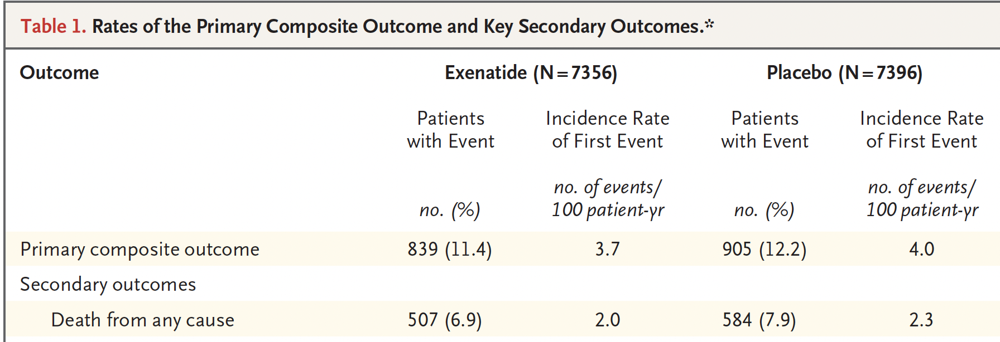 Table 1. Rates of the Primary Composite Outcome and Key Secondary Outcomes.*
Outcome Exenatide (N=7356) Placebo (N=7396)
Patients with Event Incidence Rate of First Event Patients with Event Incidence Rate of First Event
no. (%) no. of events/ 100 patient-yr no. (%) no. of events/ 100 patient-yr
Primary composite outcome 839 (11.4) 3.7 905 (12.2) 4.0
Secondary outcomes
Death from any cause 507 (6.9) 2.0 584 (7.9) 2.3